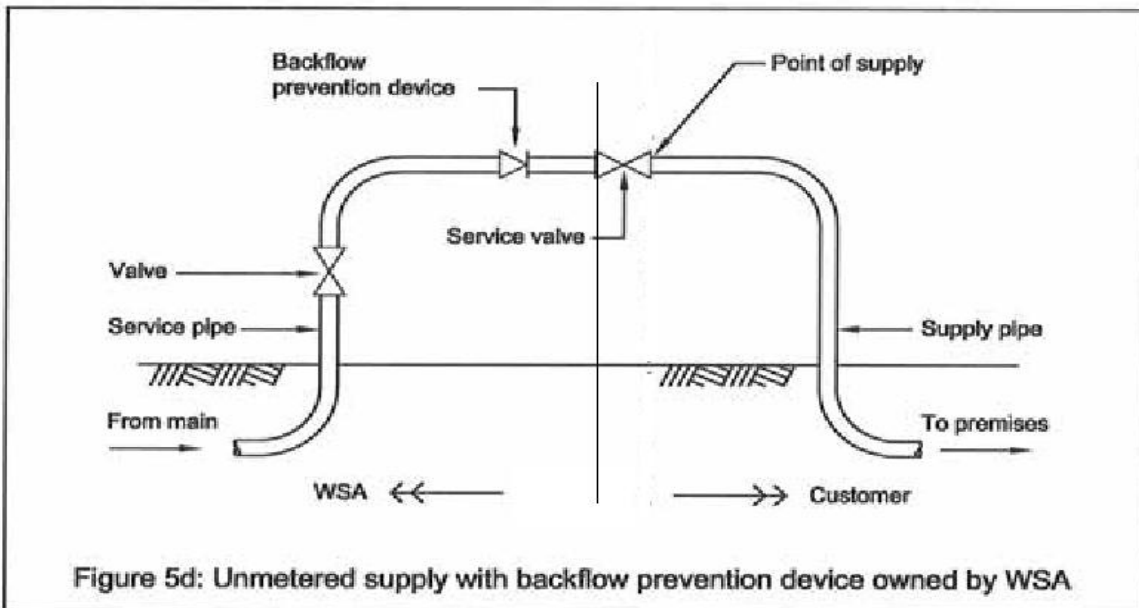 Backflow
prevention device
Point of supply
Service valve
Valve
Service pipe
Supply pipe
From main
To premises
WSA
Customer
Figure 5d: Unmetered supply with backflow prevention device owned by WSA